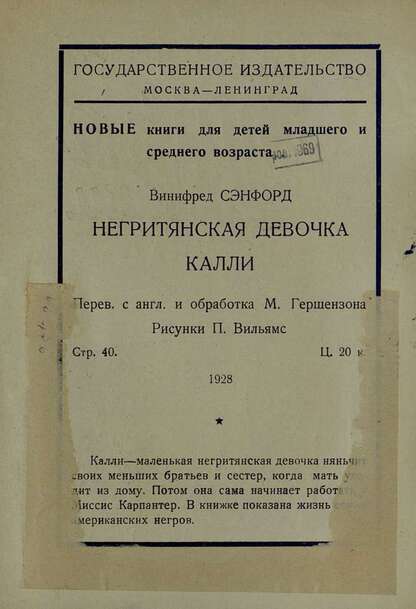 ГОСУДАРСТВЕННОЕ ИЗДАТЕЛЬСТВО
МОСКВА—ЛЕНИНГРАД
НОВЫЕ книги для детей младшего и
среднего возраста
Винифред СЭНФОРД
НЕГРИТЯНСКАЯ ДЕВОЧКА
КАЛЛИ
Перев. с англ. и обработка М. Гершензона
Рисунки П. Вильямс
Стр. 40. Ц. 20 к.
1928
Калли—маленькая негритянская девочка нянчит
своих меньших братьев и сестер, когда мать
дит из дому. Потом она сама начинает
Миссис Карпантер. В книжке показана жизнь
американских негров.